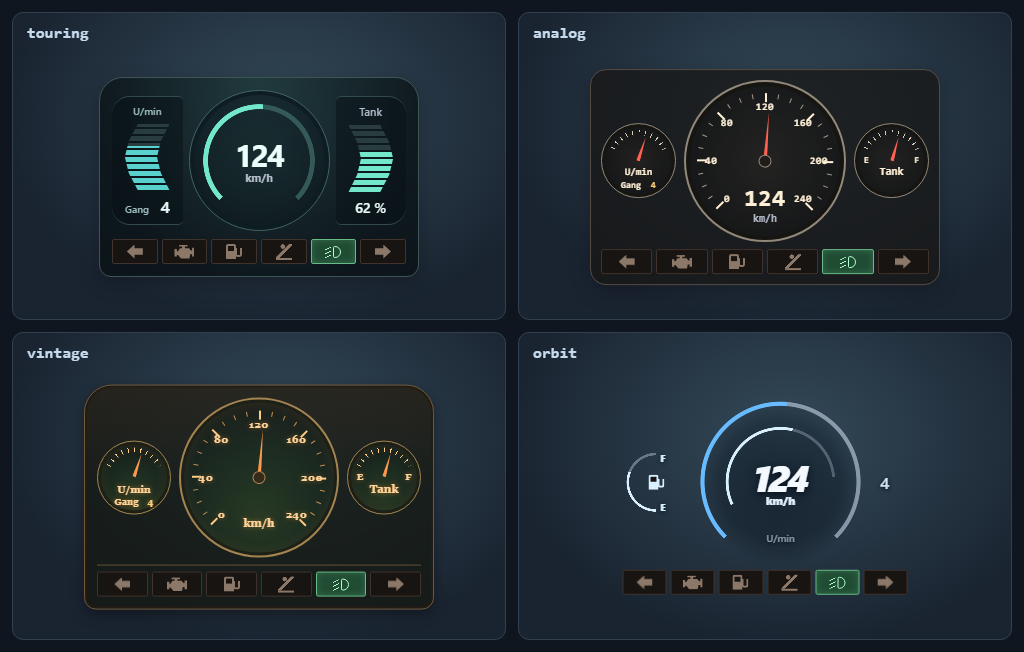 touring
U/min
Gang 4
124
km/h
Tank
62 %
analog
U/min
Gang 4
0
40
80
120
160
200
240
124
km/h
E F
Tank
vintage
U/min
Gang 4
0
40
80
120
160
200
240
km/h
E F
Tank
orbit
F
E
124
km/h
U/min
4